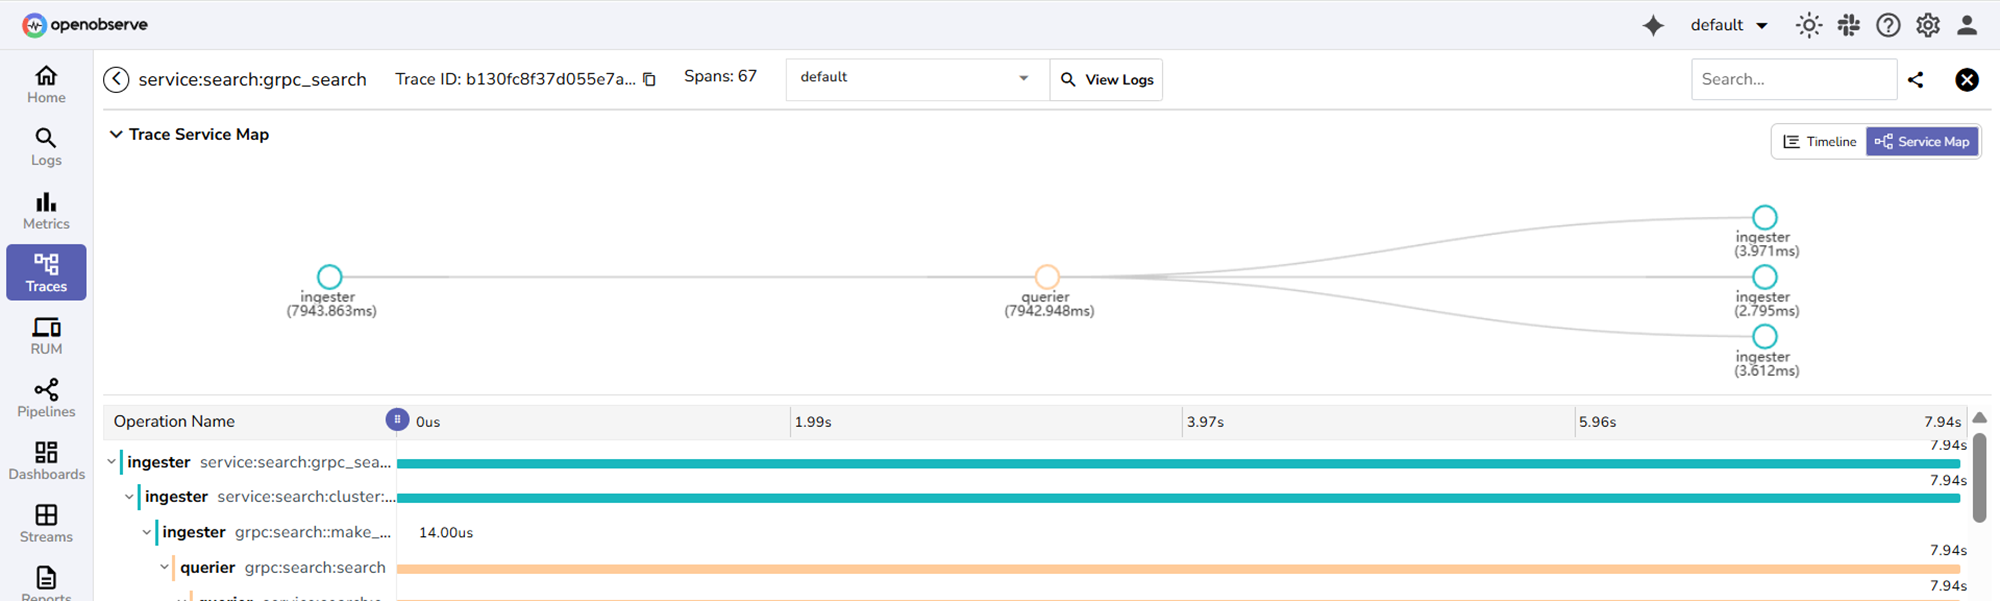 openobserve
default
Home
Logs
Metrics
Traces
RUM
Pipelines
Dashboards
Streams
Reports
service:search:grpc_search
Trace ID: b130fc8f37d055e7a...
Spans: 67
default
View Logs
Search...
Trace Service Map
Timeline
Service Map
ingester
(7943.863ms)
querier
(7942.948ms)
ingester
(3.971ms)
ingester
(2.795ms)
ingester
(3.612ms)
Operation Name
0us
1.99s
3.97s
5.96s
7.94s
7.94s
ingester service:search:grpc_sea...
7.94s
ingester service:search:cluster:...
ingester grpc:search::make_...
14.00us
7.94s
querier grpc:search:search
7.94s